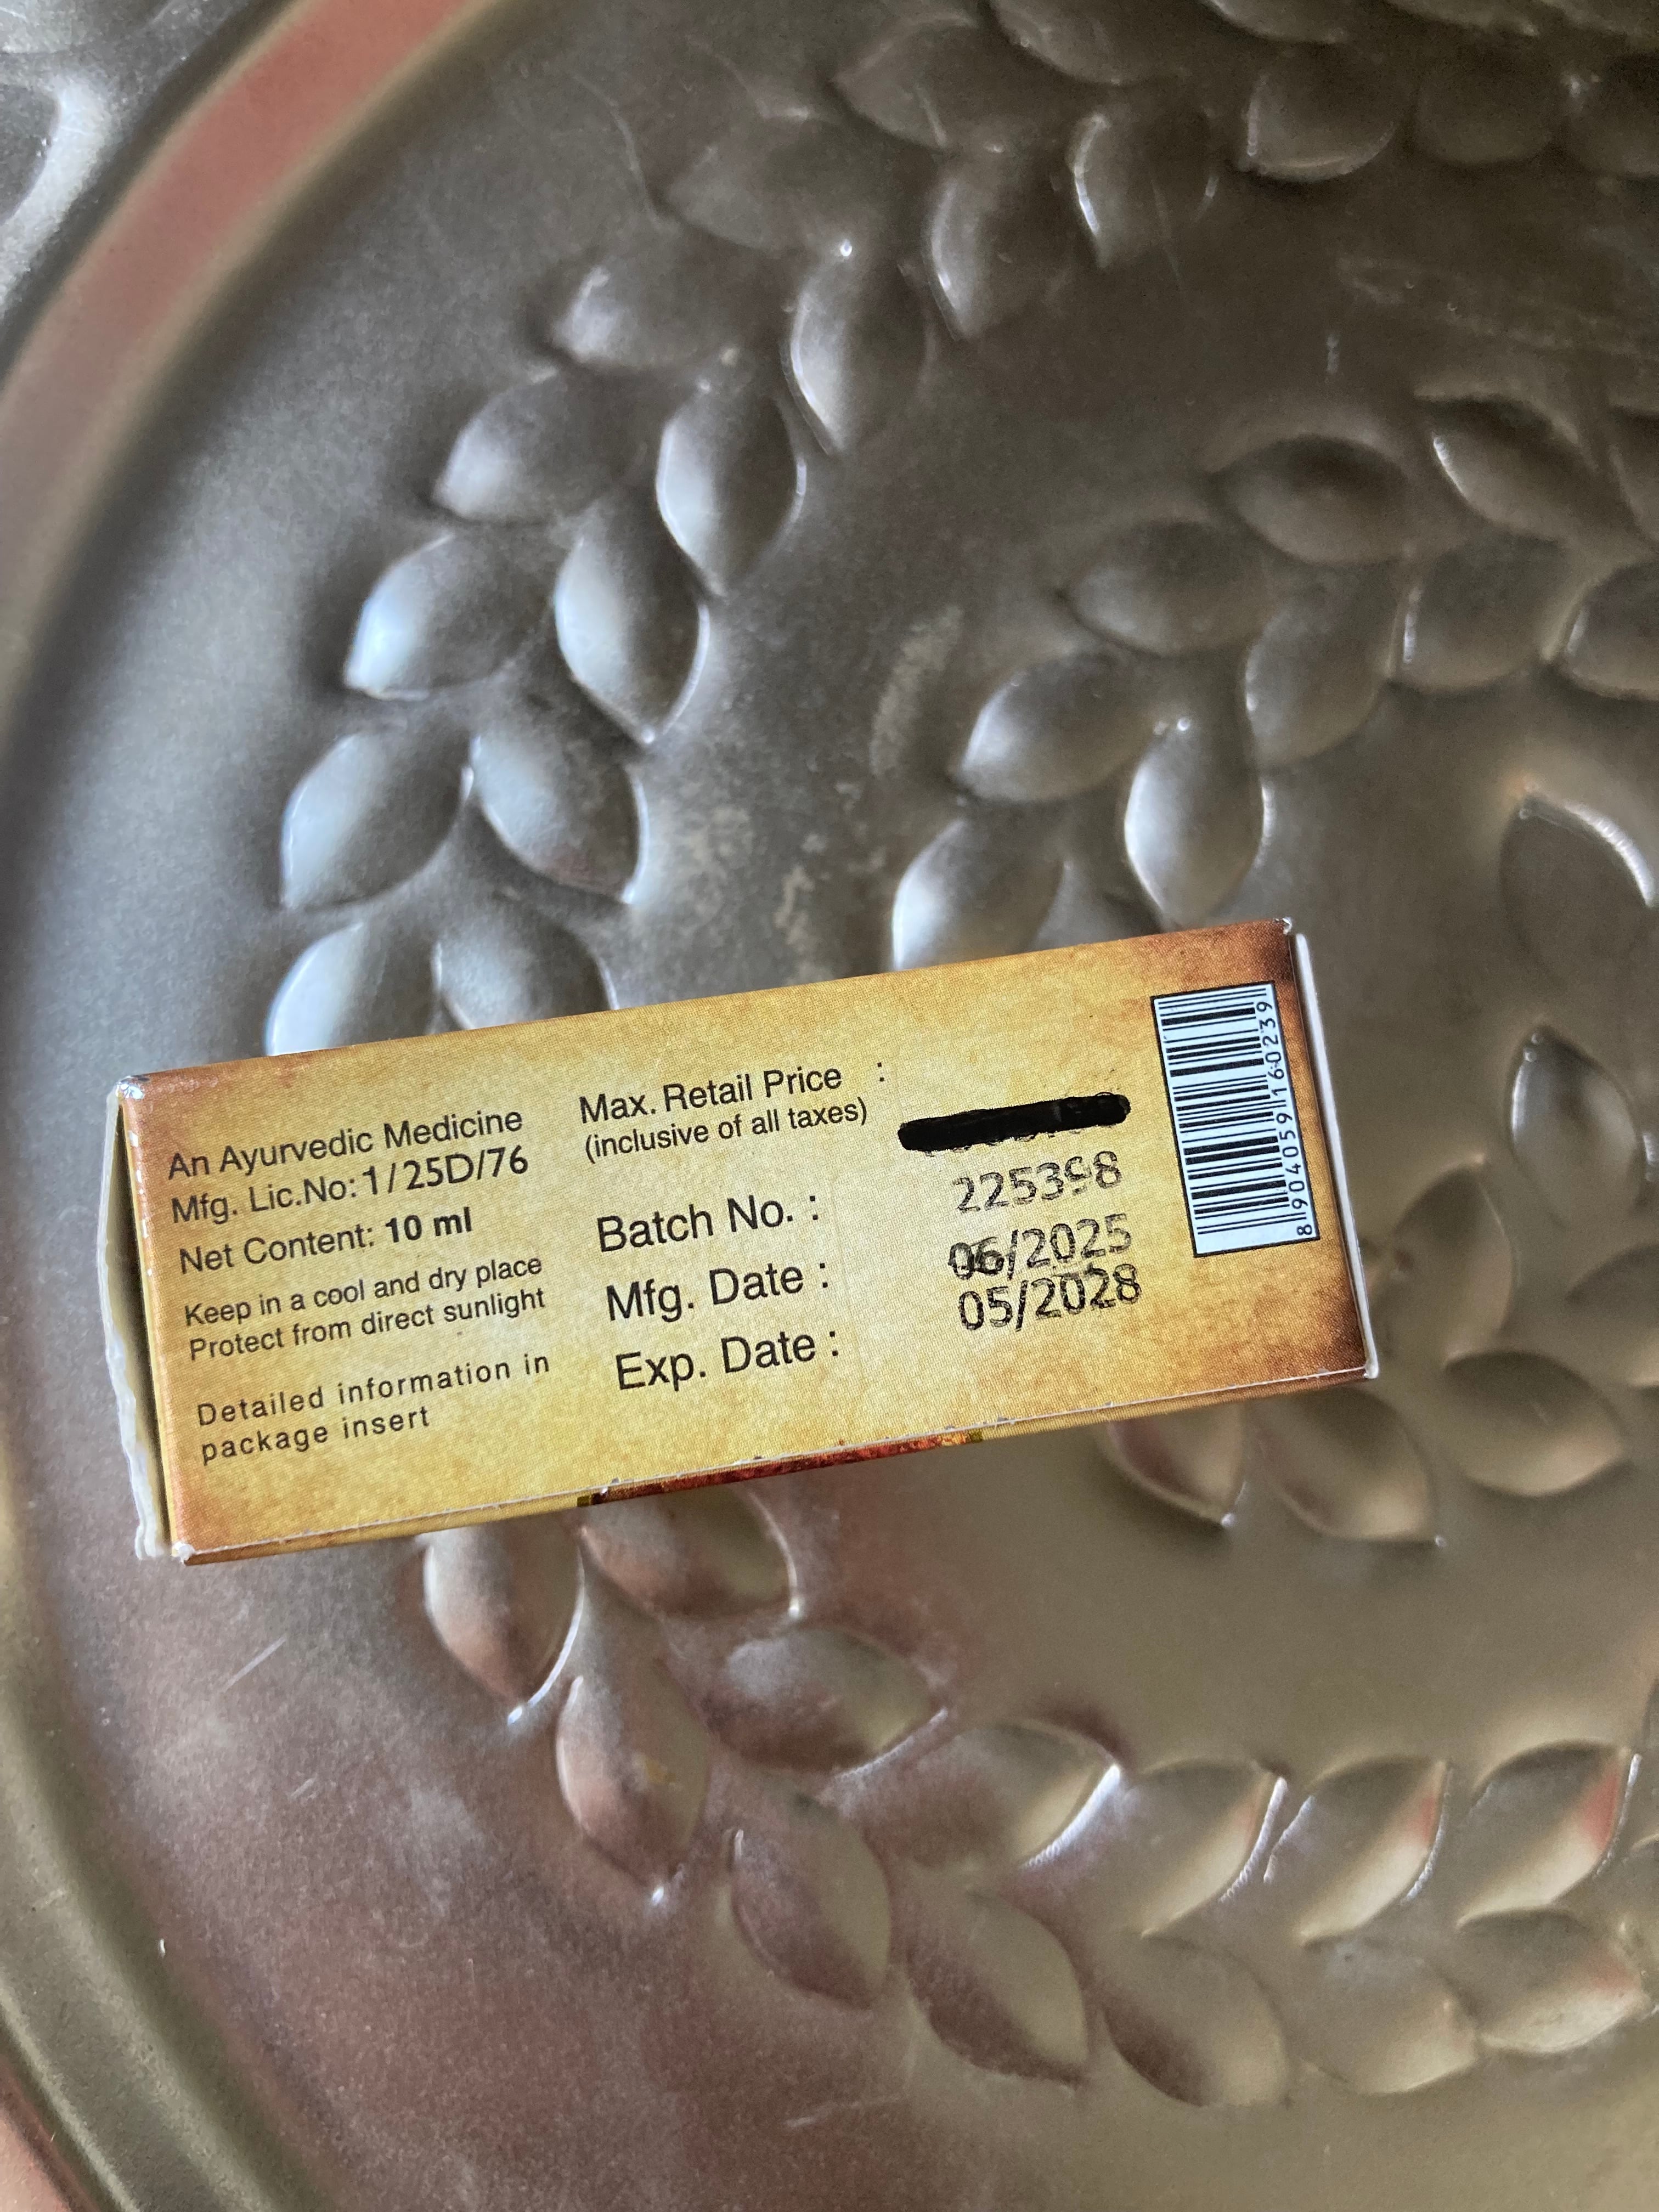 An Ayurvedic Medicine
Mfg. Lic.No: 1/25D/76
Net Content: 10 ml
Keep in a cool and dry place
Protect from direct sunlight
Detailed information in
package insert
Max. Retail Price :
(inclusive of all taxes)
Batch No. : 225398
Mfg. Date : 06/2025
Exp. Date : 05/2028
8904059160239